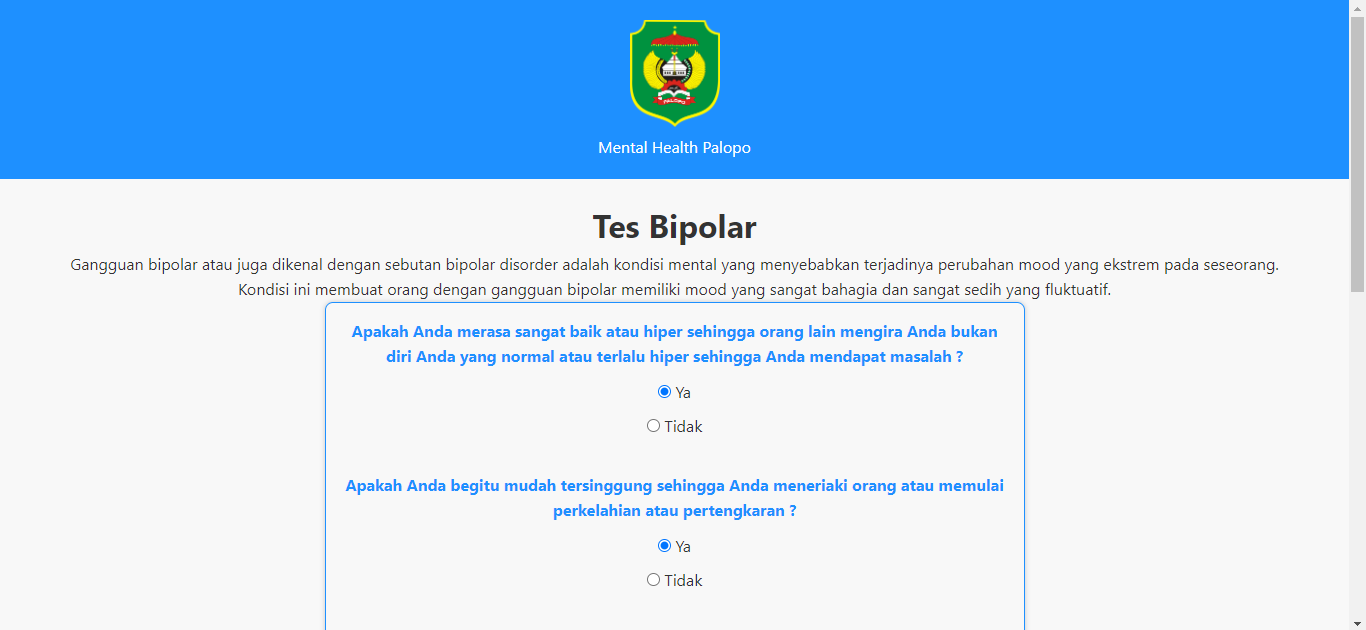 PALOPO
Mental Health Palopo
Tes Bipolar
Gangguan bipolar atau juga dikenal dengan sebutan bipolar disorder adalah kondisi mental yang menyebabkan terjadinya perubahan mood yang ekstrem pada seseorang.
Kondisi ini membuat orang dengan gangguan bipolar memiliki mood yang sangat bahagia dan sangat sedih yang fluktuatif.
Apakah Anda merasa sangat baik atau hiper sehingga orang lain mengira Anda bukan
diri Anda yang normal atau terlalu hiper sehingga Anda mendapat masalah ?
Ya
Tidak
Apakah Anda begitu mudah tersinggung sehingga Anda meneriaki orang atau memulai
perkelahian atau pertengkaran ?
Ya
Tidak